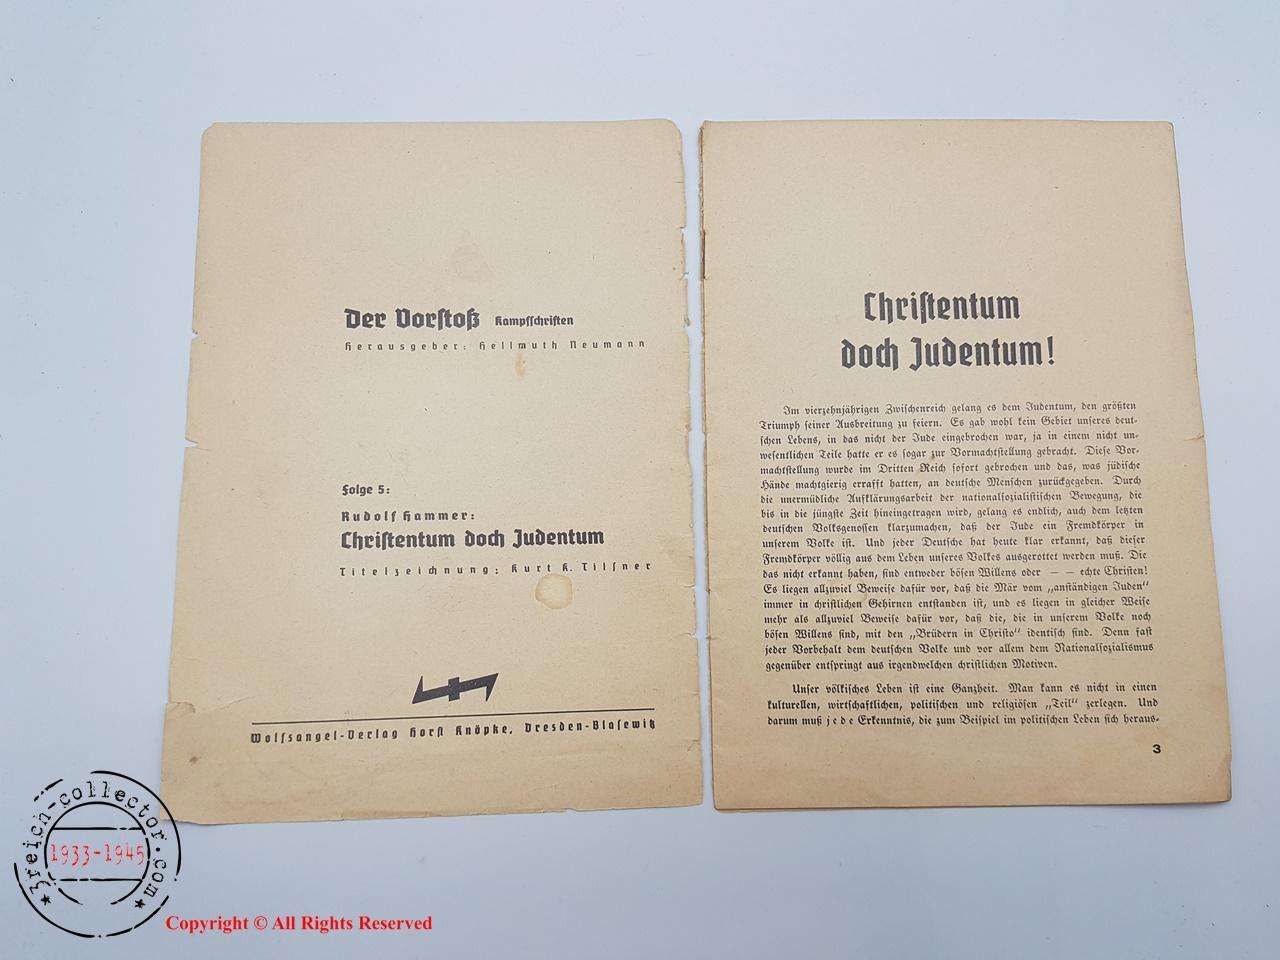 Der Vorstoß Kampfschriften
Herausgeber: Hellmuth Neumann
Folge 5:
Rudolf Hammer:
Christentum doch Judentum
Titelzeichnung: Kurt K. Tilsner
Wolfsangel-Verlag Horst Knöpke, Dresden-Blasewitz
Christentum
doch Judentum!
Im vierzehnjährigen Zwischenreich gelang es dem Judentum, den größten
Triumph seiner Ausbreitung zu feiern. Es gab wohl kein Gebiet unseres deut-
schen Lebens, in das nicht der Jude eingebrochen war, ja in einem nicht un-
wesentlichen Teile hatte er es sogar zur Vormachtstellung gebracht. Diese Vor-
machtstellung wurde im Dritten Reich sofort gebrochen und das, was jüdische
Hände machtgierig errafft hatten, an deutsche Menschen zurückgegeben. Durch
die unermüdliche Aufklärungsarbeit der nationalsozialistischen Bewegung, die
bis in die jüngste Zeit hineingetragen wird, gelang es endlich, auch dem letzten
deutschen Volksgenossen klarzumachen, daß der Jude ein Fremdkörper in
unserem Volke ist. Und jeder Deutsche hat heute klar erkannt, daß dieser
Fremdkörper völlig aus dem Leben unseres Volkes ausgerottet werden muß. Die
das nicht erkannt haben, sind entweder bösen Willens oder — — echte Christen!
Es liegen allzuviel Beweise dafür vor, daß die Mär vom „anständigen Juden“
immer in christlichen Gehirnen entstanden ist, und es liegen in gleicher Weise
mehr als allzuviel Beweise dafür vor, daß die, die in unserem Volke noch
bösen Willens sind, mit den „Brüdern in Christo“ identisch sind. Denn fast
jeder Vorbehalt dem deutschen Volke und vor allem dem Nationalsozialismus
gegenüber entspringt aus irgendwelchen christlichen Motiven.
Unser völkisches Leben ist eine Ganzheit. Man kann es nicht in einen
kulturellen, wirtschaftlichen, politischen und religiösen „Teil“ zerlegen. Und
darum muß jede Erkenntnis, die zum Beispiel im politischen Leben sich heraus-
3
3reich-collector.com
1933-1945
Copyright © All Rights Reserved